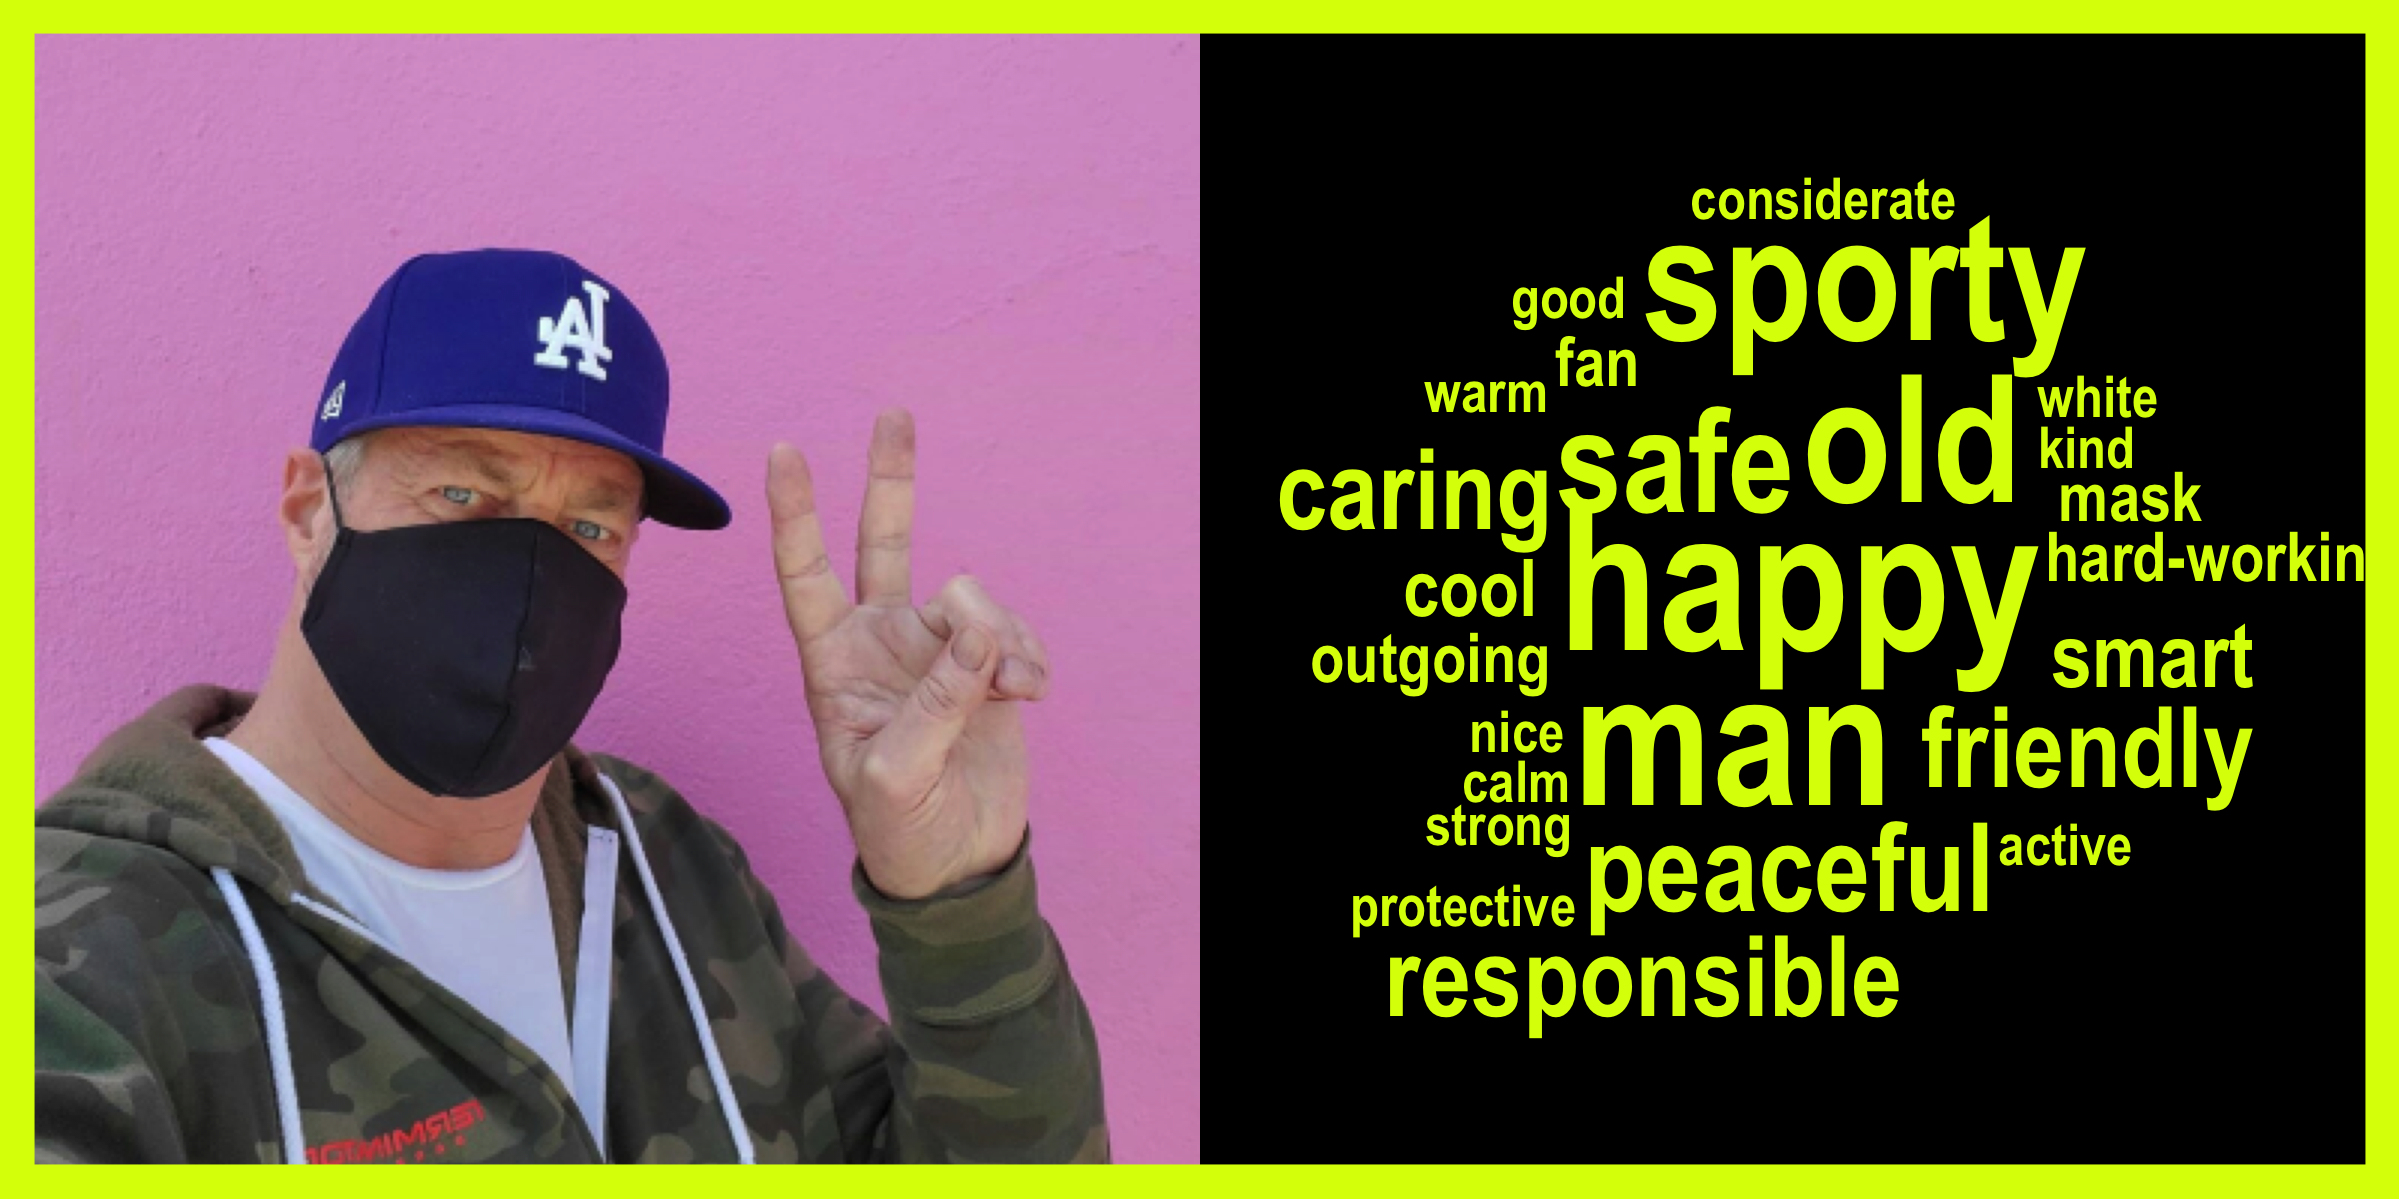 LA
TERMINATOR
considerate
sporty
good
fan
warm
white
safe old
kind
caring
mask
happy
hard-workin
cool
outgoing
smart
nice
man
friendly
calm
strong
peaceful
active
protective
responsible